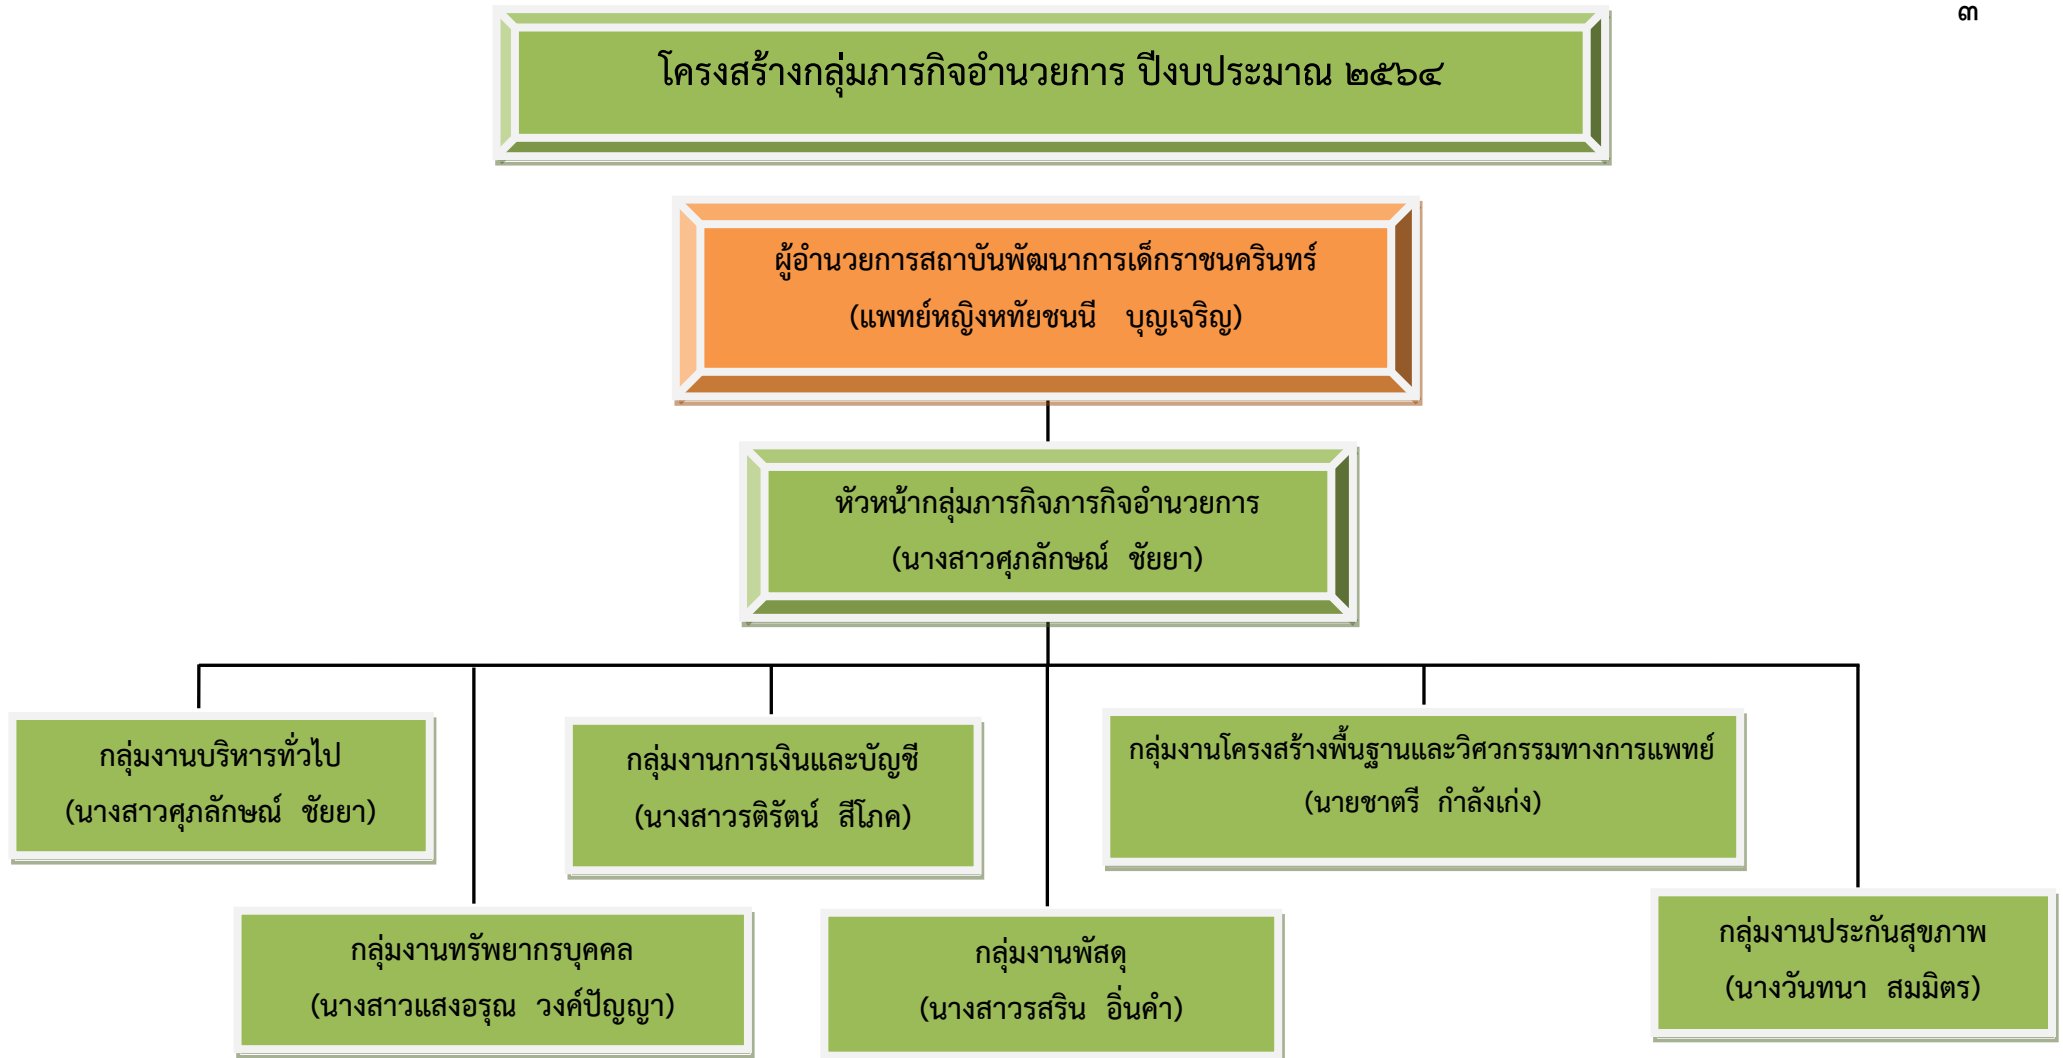 ๓
โครงสร้างกลุ่มภารกิจอำนวยการ ปีงบประมาณ ๒๕๖๔
ผู้อำนวยการสถาบันพัฒนาการเด็กราชนครินทร์
(แพทย์หญิงหทัยชนนี บุญเจริญ)
หัวหน้ากลุ่มภารกิจภารกิจอำนวยการ
(นางสาวศุภลักษณ์ ชัยยา)
กลุ่มงานบริหารทั่วไป
(นางสาวศุภลักษณ์ ชัยยา)
กลุ่มงานการเงินและบัญชี
(นางสาวรติรัตน์ สีโภค)
กลุ่มงานโครงสร้างพื้นฐานและวิศวกรรมทางการแพทย์
(นายชาตรี กำลังเก่ง)
กลุ่มงานทรัพยากรบุคคล
(นางสาวแสงอรุณ วงค์ปัญญา)
กลุ่มงานพัสดุ
(นางสาวรสริน อิ่นคำ)
กลุ่มงานประกันสุขภาพ
(นางวันทนา สมมิตร)